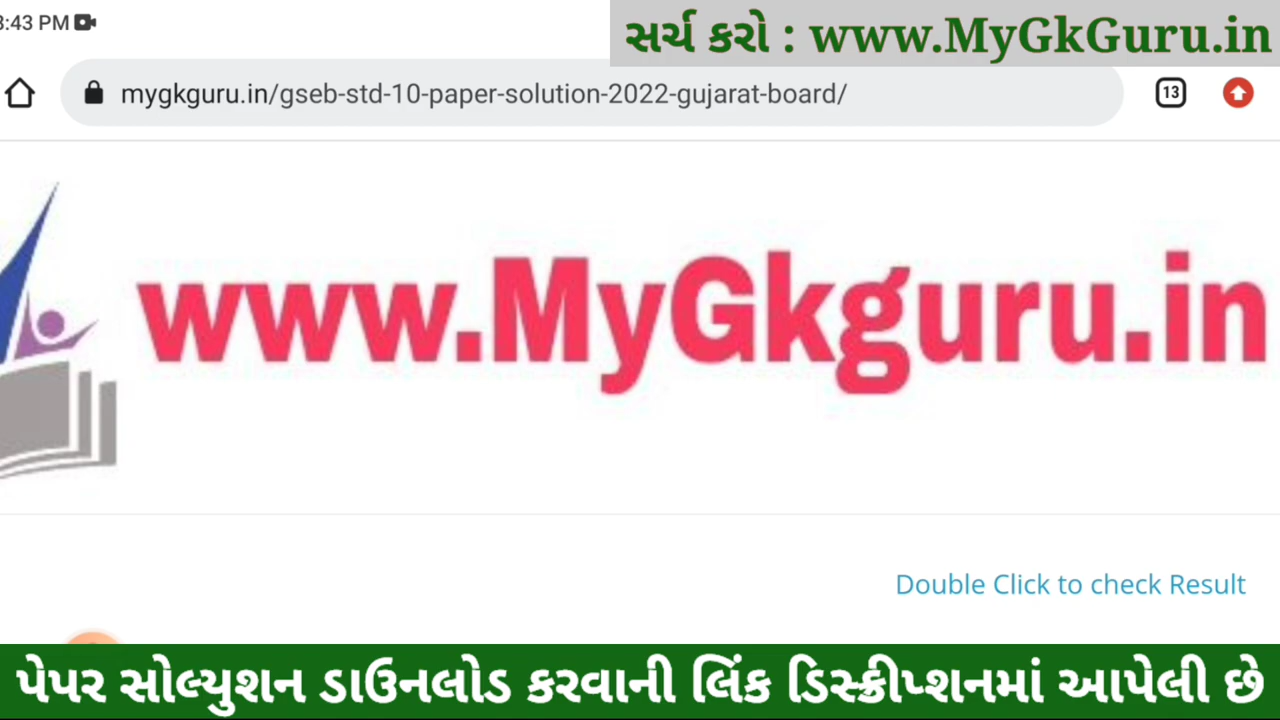 3:43 PM
સર્ચ કરો : www.MyGkGuru.in
mygkguru.in/gseb-std-10-paper-solution-2022-gujarat-board/
13
www.MyGkguru.in
Double Click to check Result
પેપર સોલ્યુશન ડાઉનલોડ કરવાની લિંક ડિસ્ક્રીપ્શનમાં આપેલી છે